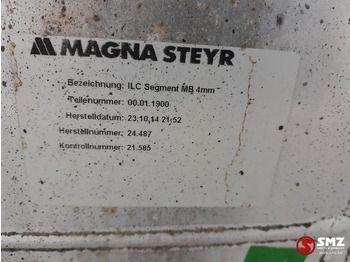 MAGNA STEYR
Bezeichnung: ILC Segment MB 4mm
Teilenummer: 00.01.1900
Herstelldatum: 23.10.14 21:52
Herstellnummer: 24.487
Kontrollnummer: 21.585
SMZ